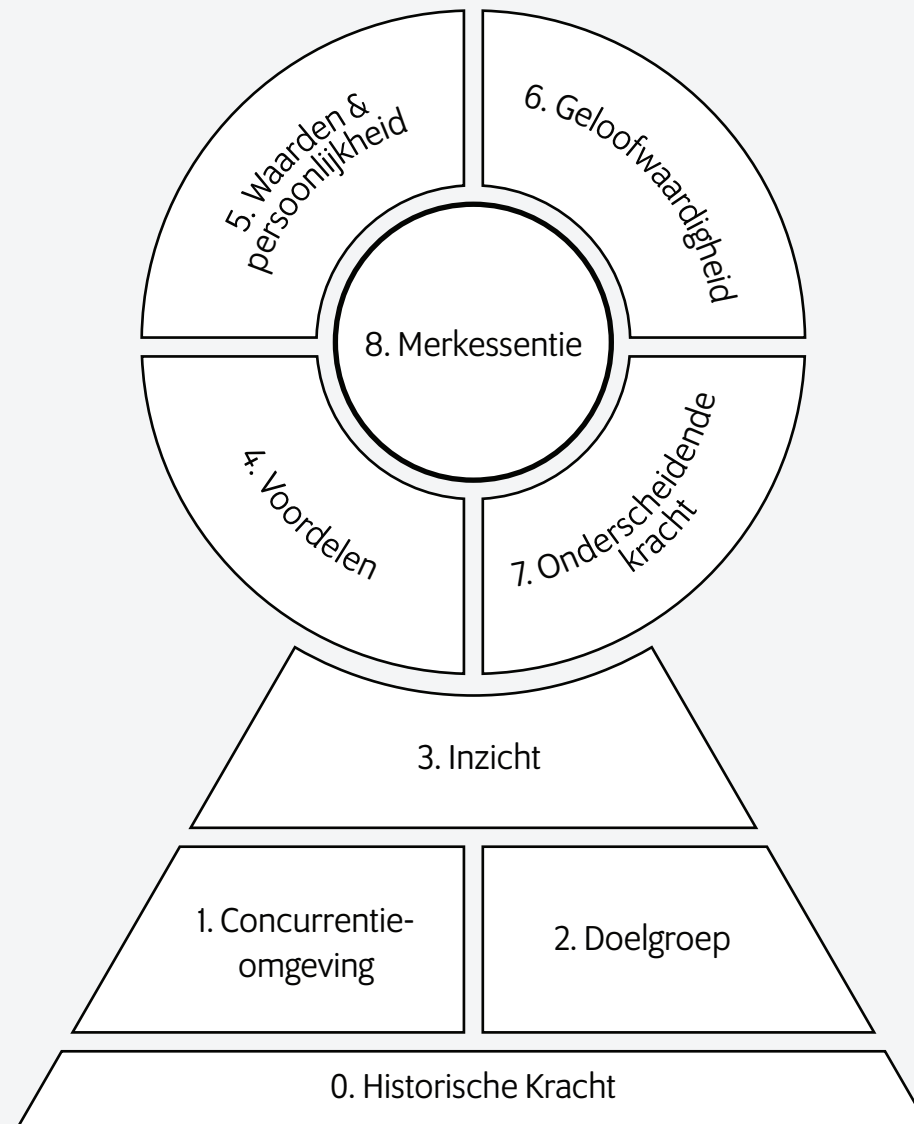 5. Waarden &
persoonlijkheid
6. Geloofwaardigheid
8. Merkessentie
4. Voordelen
7. Onderscheidende
kracht
3. Inzicht
1. Concurrentie-
omgeving
2. Doelgroep
0. Historische Kracht